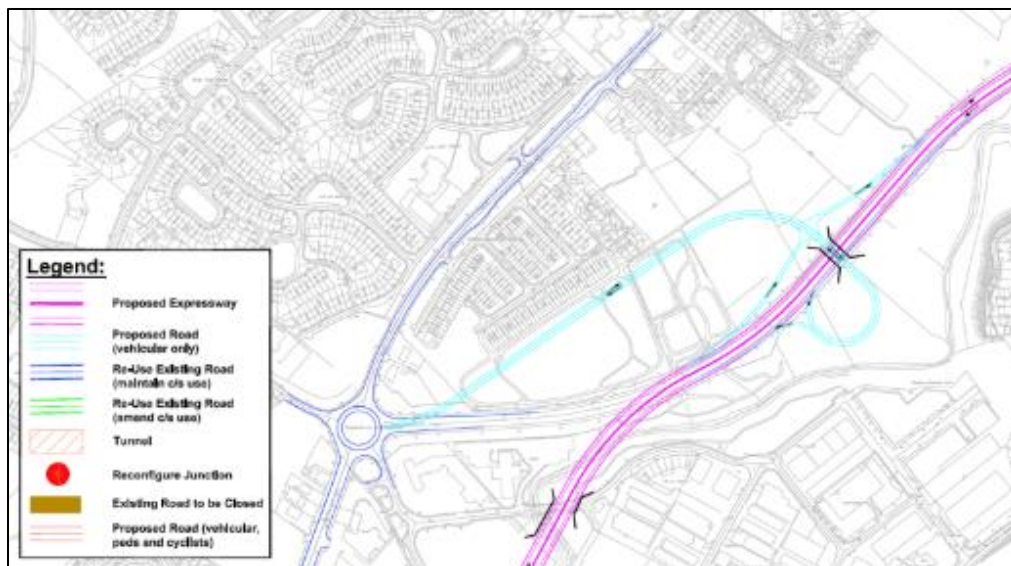 Legend:
Proposed Expressway
Proposed Road
(vehicular only)
Re-Use Existing Road
(maintain c/s use)
Re-Use Existing Road
(amend c/s use)
Tunnel
Reconfigure Junction
Existing Road to be Closed
Proposed Road (vehicular,
peds and cyclists)